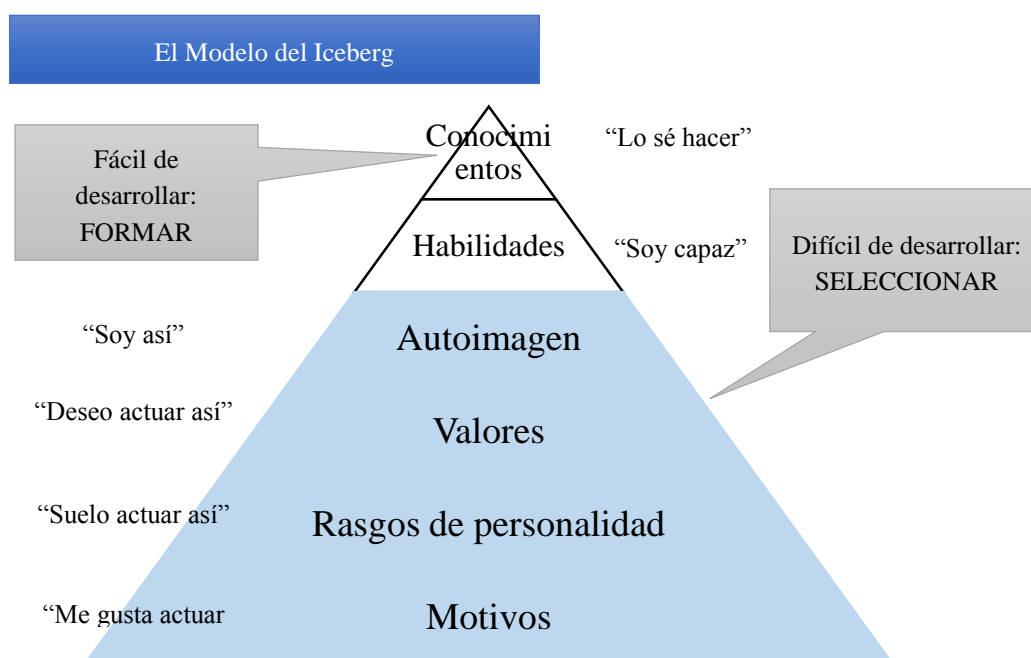 El Modelo del Iceberg
Conocimi
entos
“Lo sé hacer”
Fácil de
desarrollar:
FORMAR
Habilidades
“Soy capaz”
Difícil de desarrollar:
SELECCIONAR
“Soy así”
Autoimagen
“Deseo actuar así”
Valores
“Suelo actuar así”
Rasgos de personalidad
“Me gusta actuar
Motivos